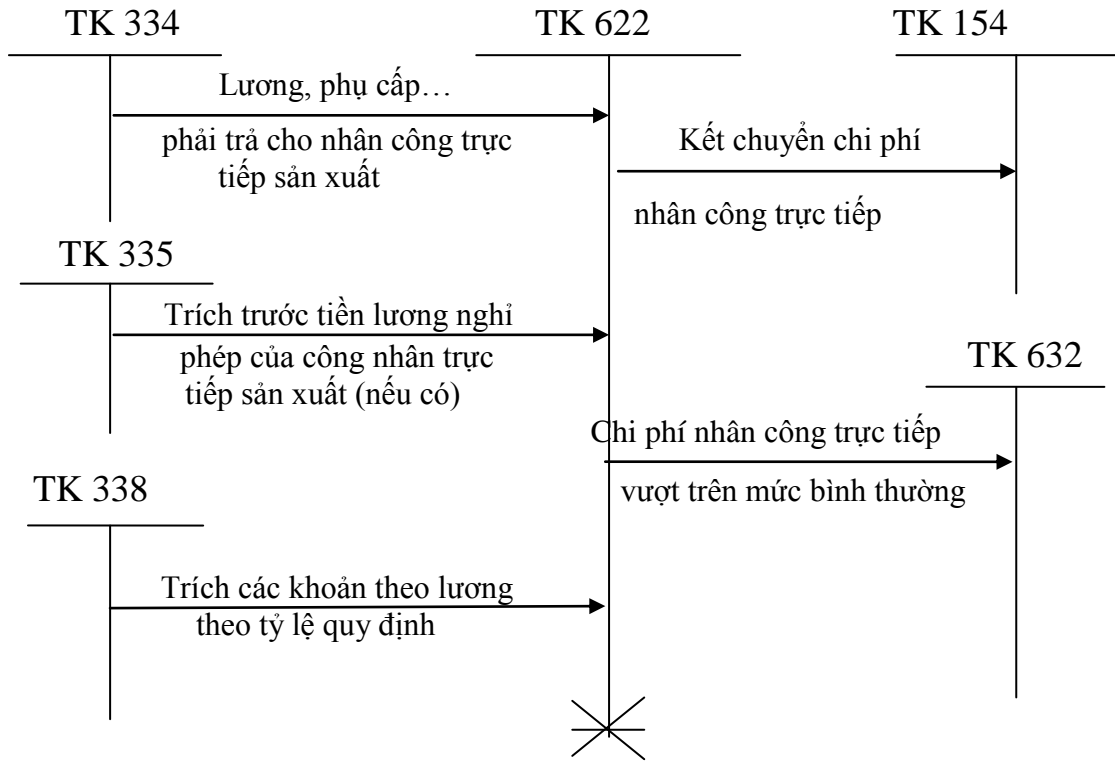 TK 334
TK 622
TK 154
Lương, phụ cấp…
phải trả cho nhân công trực
tiếp sản xuất
Kết chuyển chi phí
nhân công trực tiếp
TK 335
Trích trước tiền lương nghỉ
phép của công nhân trực
tiếp sản xuất (nếu có)
TK 632
Chi phí nhân công trực tiếp
vượt trên mức bình thường
TK 338
Trích các khoản theo lương
theo tỷ lệ quy định